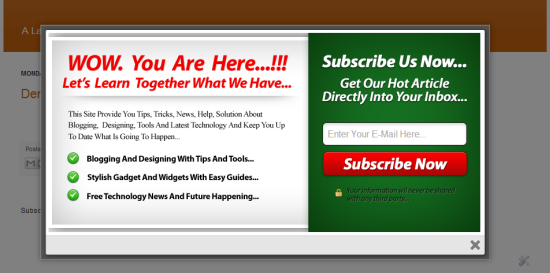 A La
MONDA
Der
Poste
M
Subsc
WOW. You Are Here...!!!
Let's Learn Together What We Have...
This Site Provide You Tips, Tricks, News, Help, Solution About
Blogging, Designing, Tools And Latest Technology And Keep You Up
To Date What Is Going To Happen...
Blogging And Designing With Tips And Tools...
Stylish Gadget And Widgets With Easy Guides...
Free Technology News And Future Happening...
Subscribe Us Now...
Get Our Hot Article
Directly Into Your Inbox...
Enter Your E-Mail Here...
Subscribe Now
Your information will never be shared
with any third party...